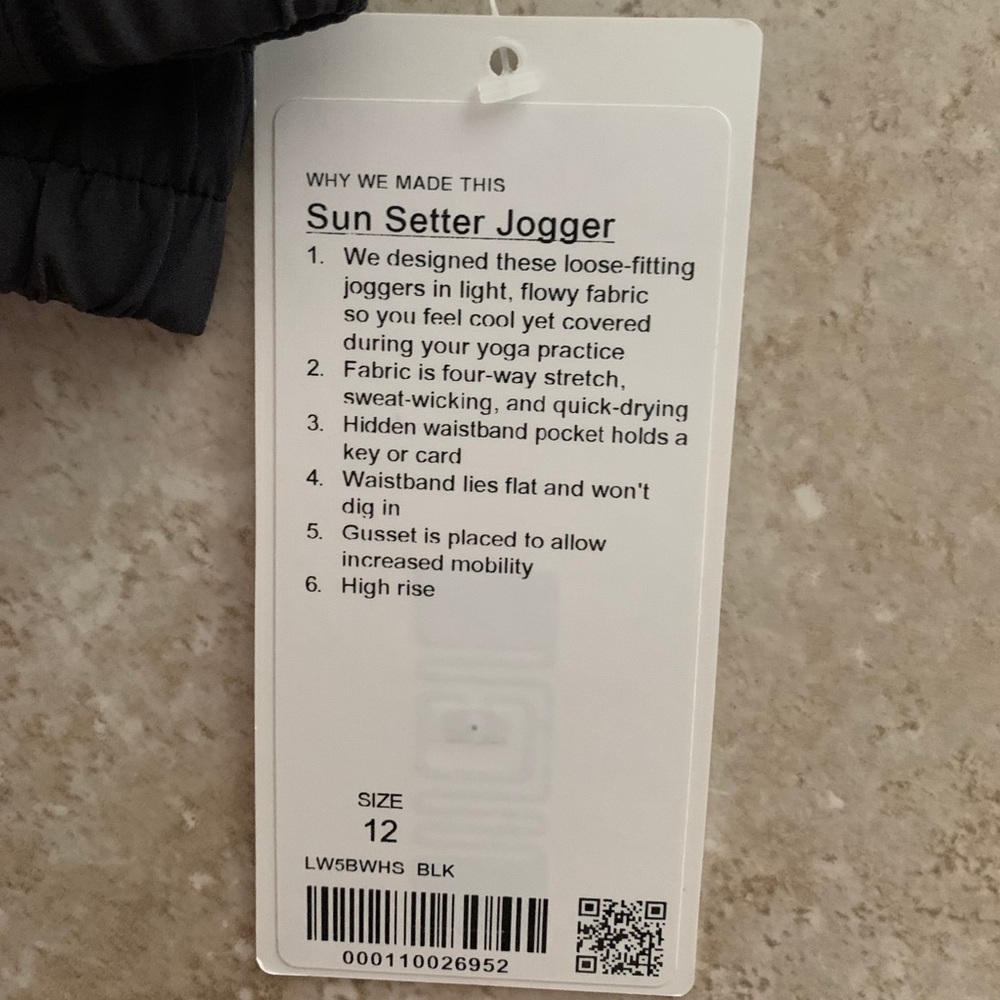 WHY WE MADE THIS
Sun Setter Jogger
1. We designed these loose-fitting
joggers in light, flowy fabric
so you feel cool yet covered
during your yoga practice
2. Fabric is four-way stretch,
sweat-wicking, and quick-drying
3. Hidden waistband pocket holds a
key or card
4. Waistband lies flat and won't
dig in
5. Gusset is placed to allow
increased mobility
6. High rise
SIZE
12
LW5BWHS BLK
000110026952